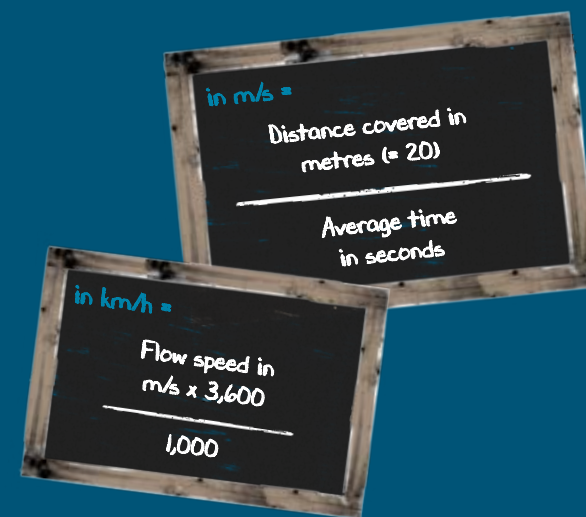 in m/s =
Distance covered in
metres (= 20)
Average time
in seconds
in km/h =
Flow speed in
m/s x 3,600
1,000